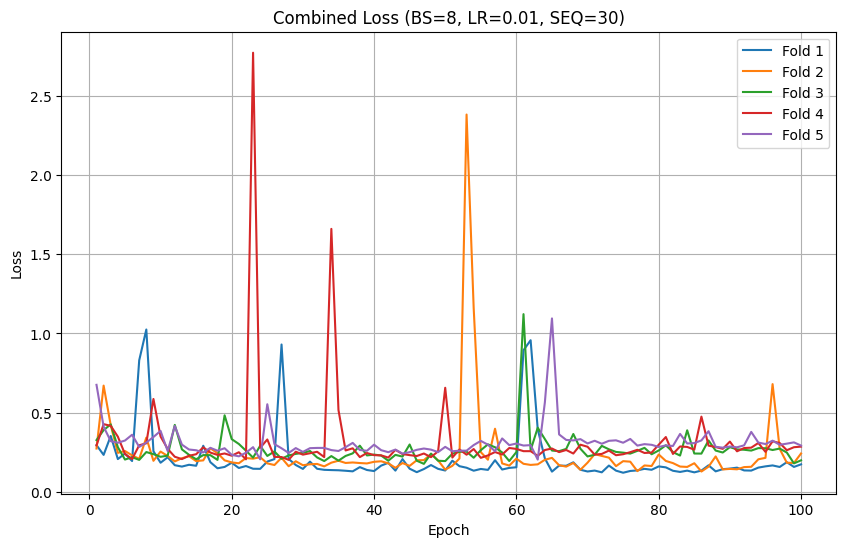 Combined Loss (BS=8, LR=0.01, SEQ=30)
Fold 1
Fold 2
Fold 3
Fold 4
Fold 5
Loss
2.5
2.0
1.5
1.0
0.5
0.0
0
20
40
60
80
100
Epoch